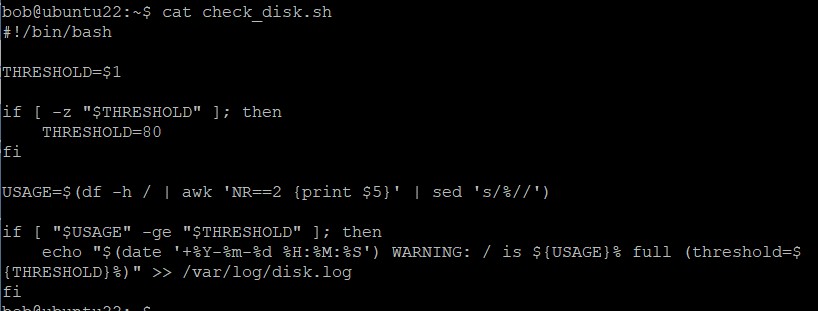 bob@ubuntu22:~$ cat check_disk.sh
#!/bin/bash
THRESHOLD=$1
if [ -z "$THRESHOLD" ]; then
    THRESHOLD=80
fi
USAGE=$(df -h / | awk 'NR==2 {print $5}' | sed 's/%//')
if [ "$USAGE" -ge "$THRESHOLD" ]; then
    echo "$(date '+%Y-%m-%d %H:%M:%S') WARNING: / is ${USAGE}% full (threshold=$
{THRESHOLD}%)" >> /var/log/disk.log
fi
bob@ubuntu22:~$